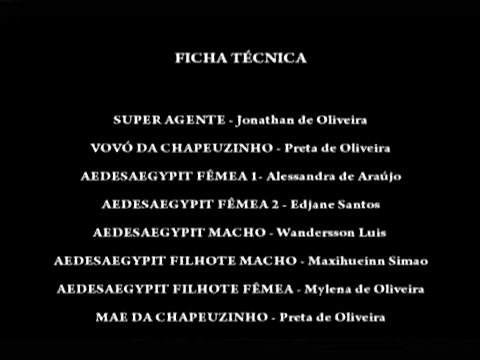 FICHA TÉCNICA
SUPER AGENTE - Jonathan de Oliveira
VOVÓ DA CHAPEUZINHO - Preta de Oliveira
AEDESAEGYPIT FÊMEA 1- Alessandra de Araújo
AEDESAEGYPIT FÊMEA 2 - Edjane Santos
AEDESAEGYPIT MACHO - Wandersson Luis
AEDESAEGYPIT FILHOTE MACHO - Maxihueinn Simao
AEDESAEGYPIT FILHOTE FÊMEA - Mylena de Oliveira
MAE DA CHAPEUZINHO - Preta de Oliveira